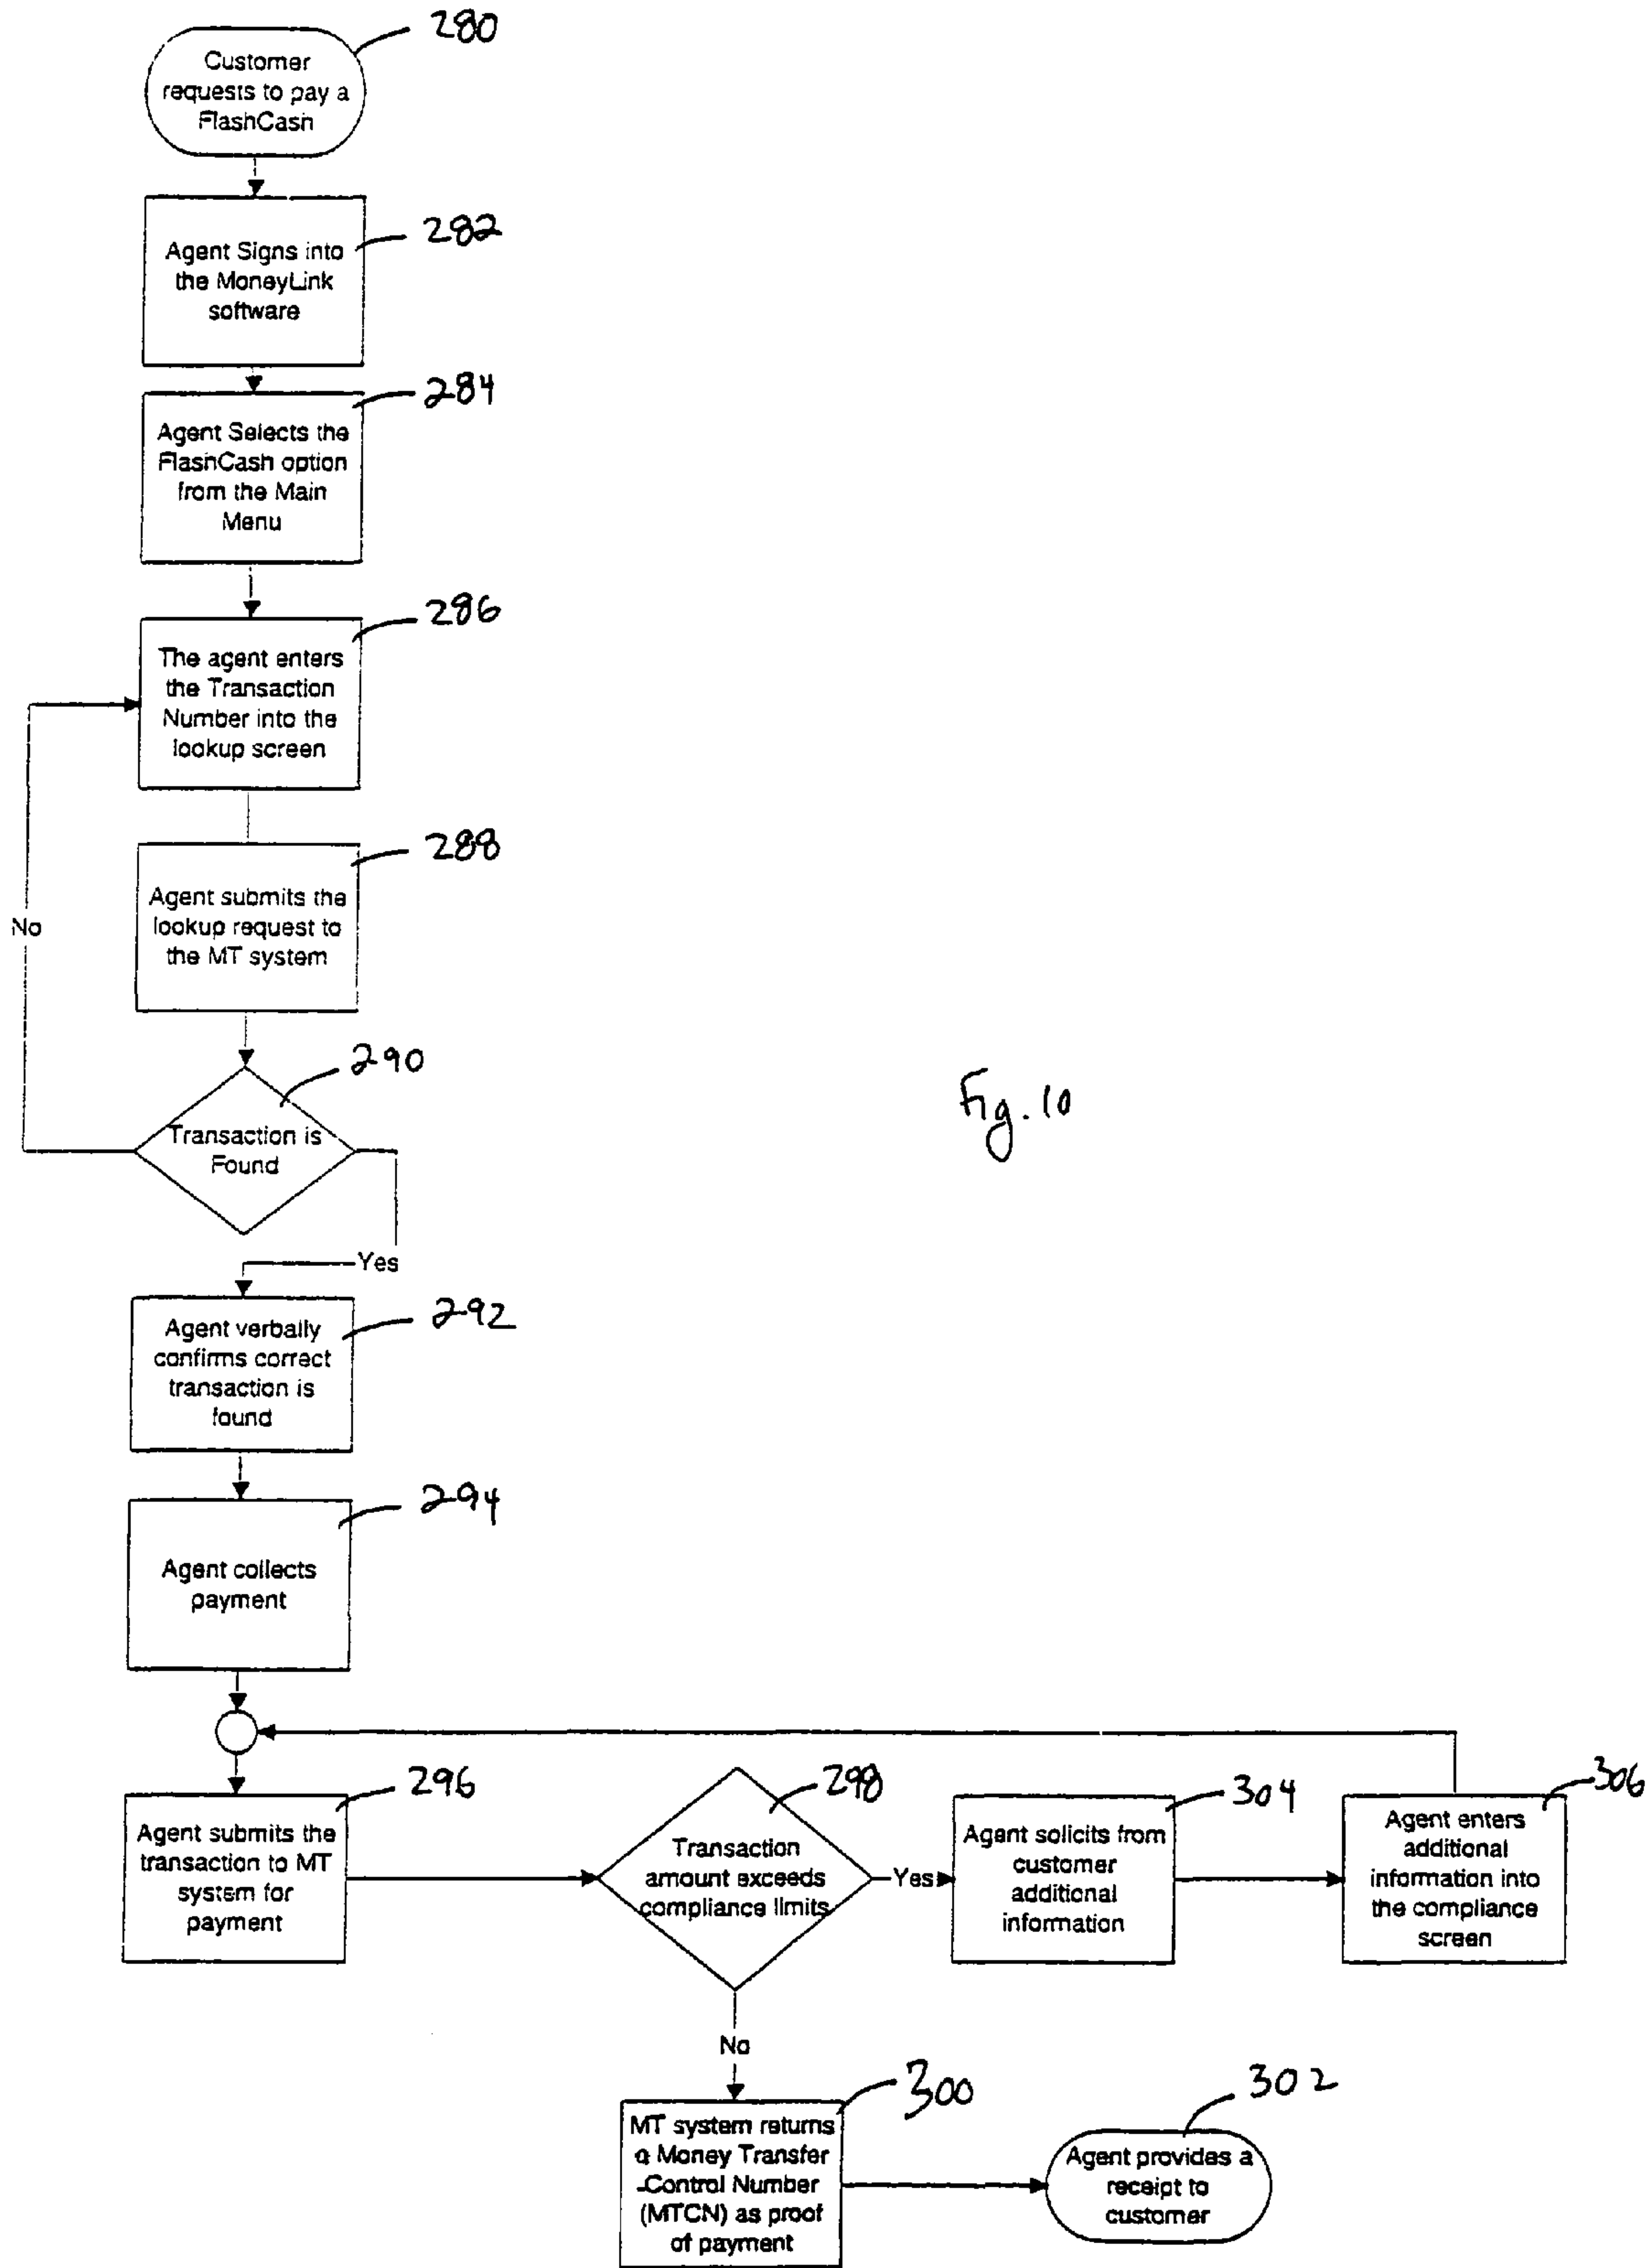 280
Customer
requests to pay a
FlashCash
282
Agent Signs into
the MoneyLink
software
284
Agent Selects the
FlashCash option
from the Main
Menu
286
The agent enters
the Transaction
Number into the
lookup screen
288
Agent submits the
lookup request to
the MT system
No
290
Transaction is
Found
Fig. 10
Yes
292
Agent verbally
confirms correct
transaction is
found
294
Agent collects
payment
296
Agent submits the
transaction to MT
system for
payment
298
Transaction
amount exceeds
compliance limits
Yes
304
Agent solicits from
customer
additional
information
306
Agent enters
additional
information into
the compliance
screen
No
300
MT system returns
a Money Transfer
Control Number
(MTCN) as proof
of payment
302
Agent provides a
receipt to
customer